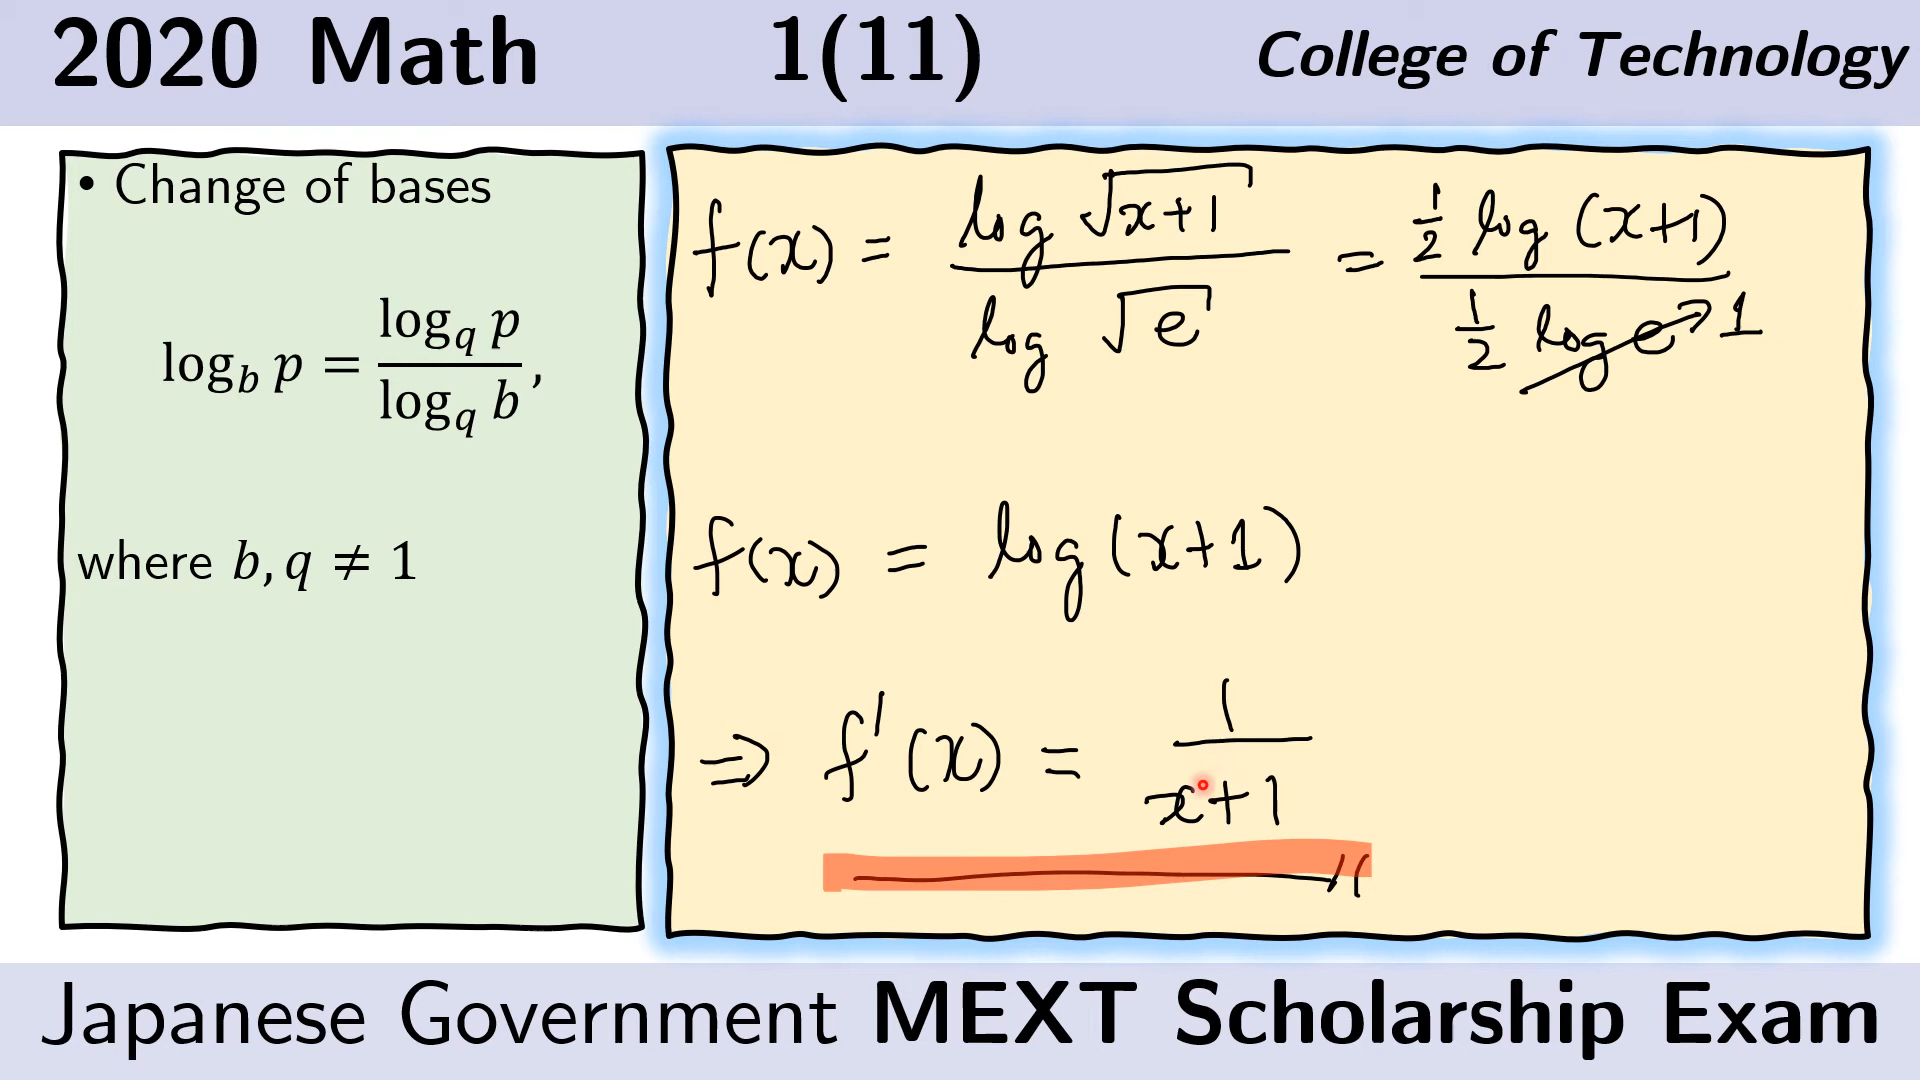 2020 Math 1(11) College of Technology
• Change of bases
log_b p = log_q p / log_q b,
where b, q ≠ 1
f(x) = log √(x+1) / log √e = ½ log (x+1) / ½ log e → 1
f(x) = log (x+1)
⇒ f'(x) = 1 / x+1
Japanese Government MEXT Scholarship Exam